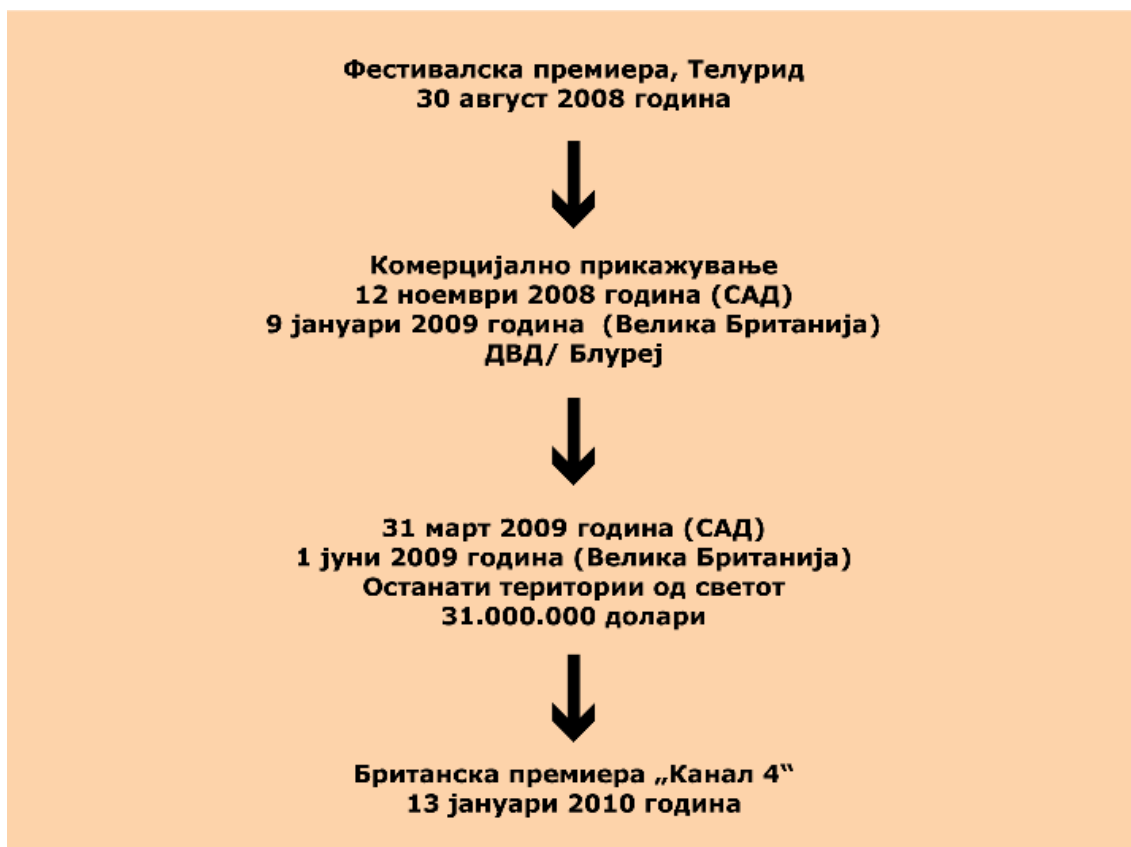 Фестивалска премиера, Телурид
30 август 2008 година
Комерцијално прикажување
12 ноември 2008 година (САД)
9 јануари 2009 година  (Велика Британија)
ДВД/ Блуреј
31 март 2009 година (САД)
1 јуни 2009 година (Велика Британија)
Останати територии од светот
31.000.000 долари
Британска премиера „Канал 4“
13 јануари 2010 година